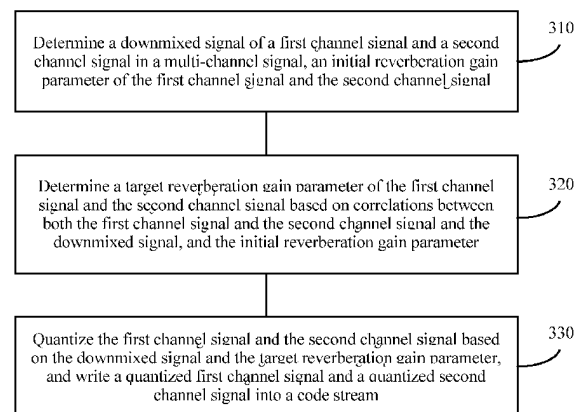 Determine a downmixed signal of a first channel signal and a second
channel signal in a multi-channel signal, an initial reverberation gain
parameter of the first channel signal and the second channel signal
310
Determine a target reverberation gain parameter of the first channel
signal and the second channel signal based on correlations between
both the first channel signal and the second channel signal and the
downmixed signal, and the initial reverberation gain parameter
320
Quantize the first channel signal and the second channel signal based
on the downmixed signal and the target reverberation gain parameter,
and write a quantized first channel signal and a quantized second
channel signal into a code stream
330